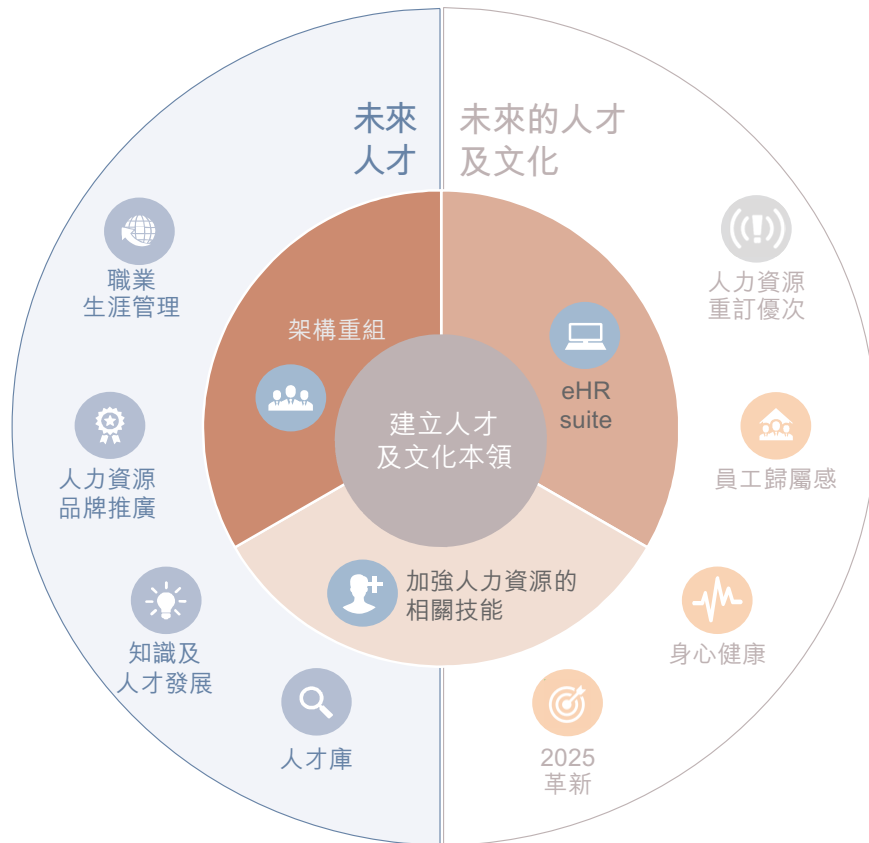 未來
人才
未來的人才
及文化
職業
生涯管理
人力資源
品牌推廣
知識及
人才發展
人才庫
架構重組
eHR
suite
建立人才
及文化本領
加強人力資源的
相關技能
人力資源
重訂優次
員工歸屬感
身心健康
2025
革新